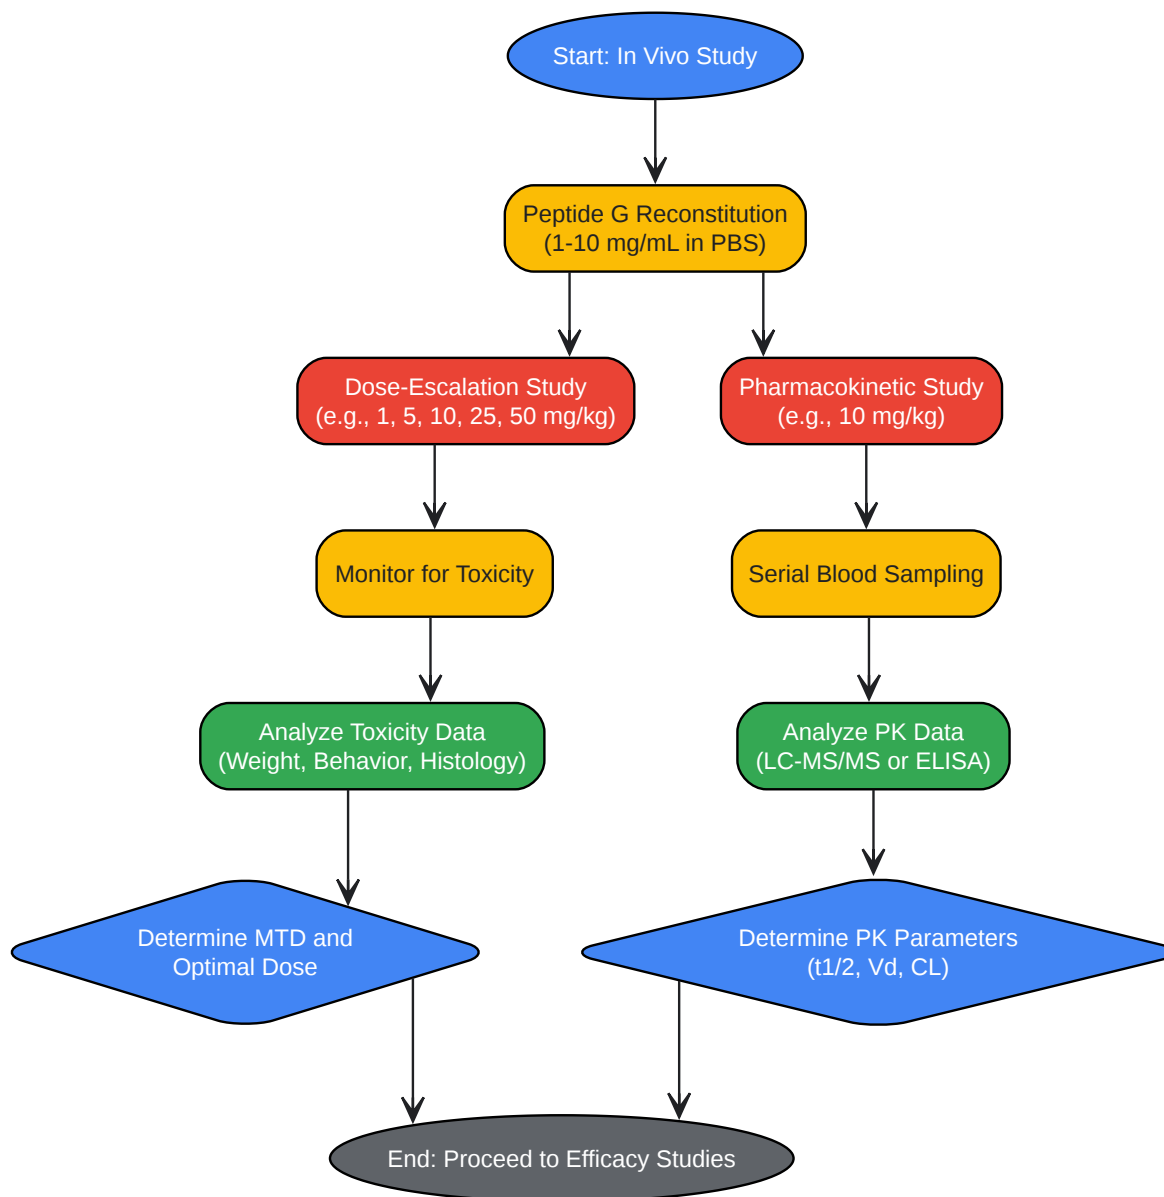 Start: In Vivo Study
Peptide G Reconstitution
(1-10 mg/mL in PBS)
Dose-Escalation Study
(e.g., 1, 5, 10, 25, 50 mg/kg)
Pharmacokinetic Study
(e.g., 10 mg/kg)
Monitor for Toxicity
Serial Blood Sampling
Analyze Toxicity Data
(Weight, Behavior, Histology)
Analyze PK Data
(LC-MS/MS or ELISA)
Determine MTD and
Optimal Dose
Determine PK Parameters
(t1/2, Vd, CL)
End: Proceed to Efficacy Studies